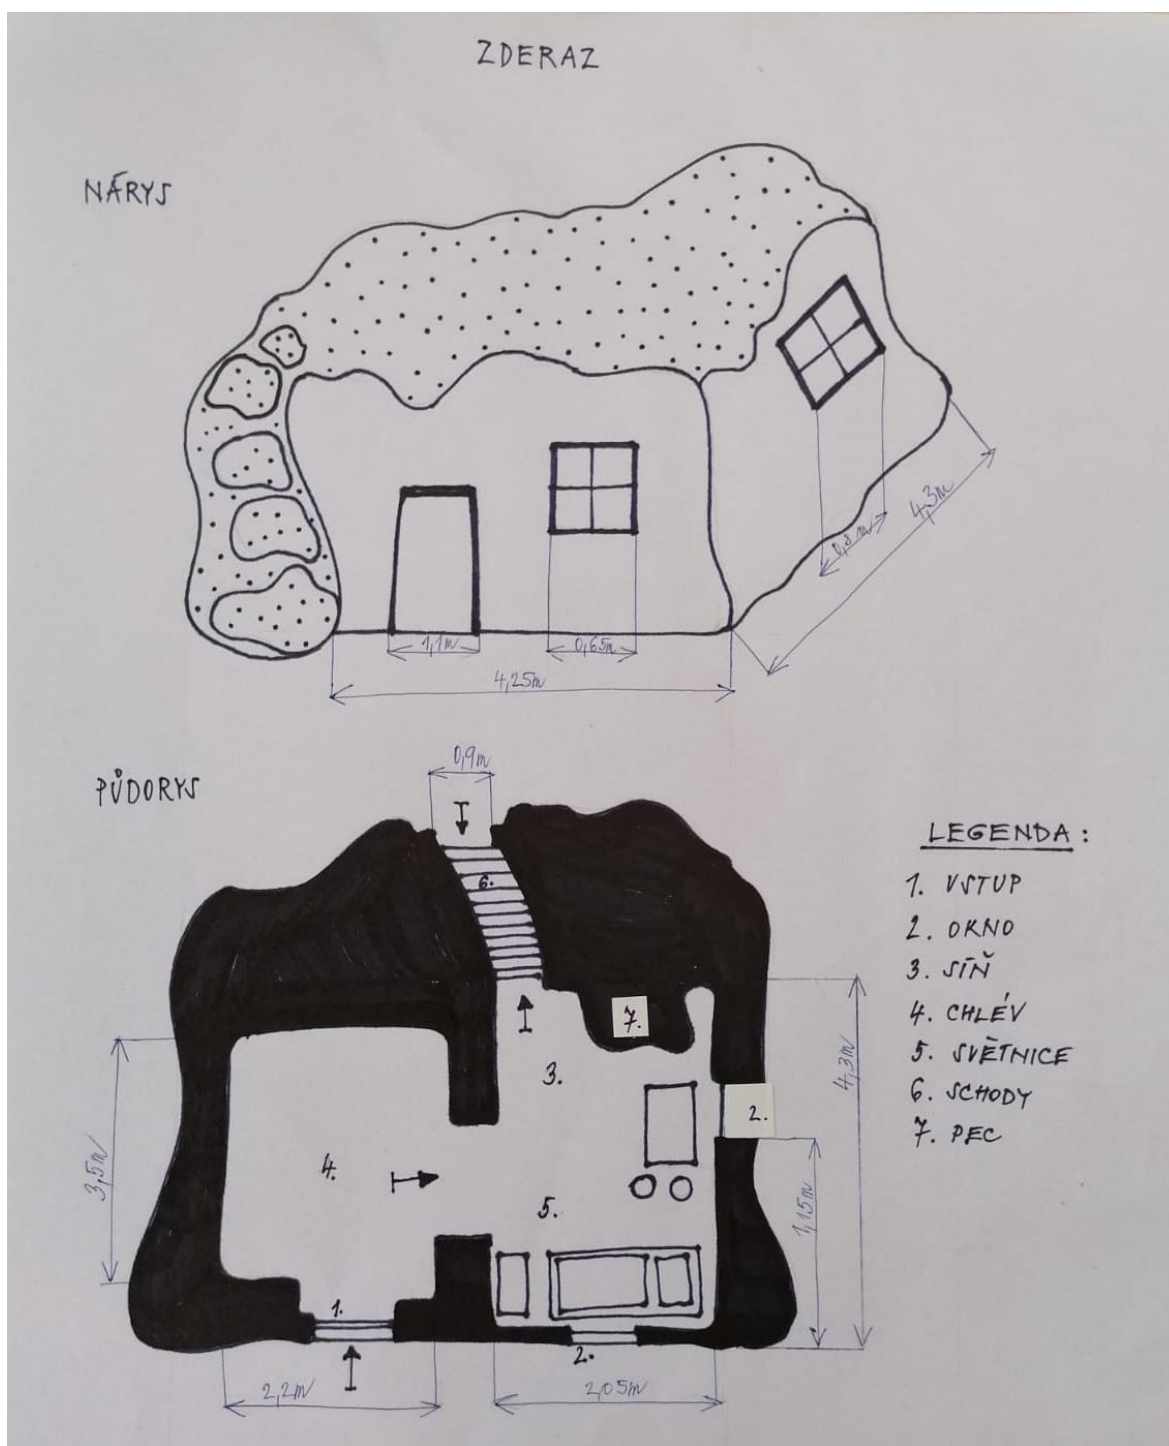 ZDERAZ
NÁRYS
4,3m
0,8m
1,1m
0,65m
4,25m
0,9m
PŮDORYS
LEGENDA:
1. VSTUP
2. OKNO
3. SÍŇ
4. CHLÉV
5. SVĚTNICE
6. SCHODY
7. PEC
6.
7.
3.
2.
4.
5.
1.
2.
3,5m
4,3m
1,15m
2,2m
2,05m